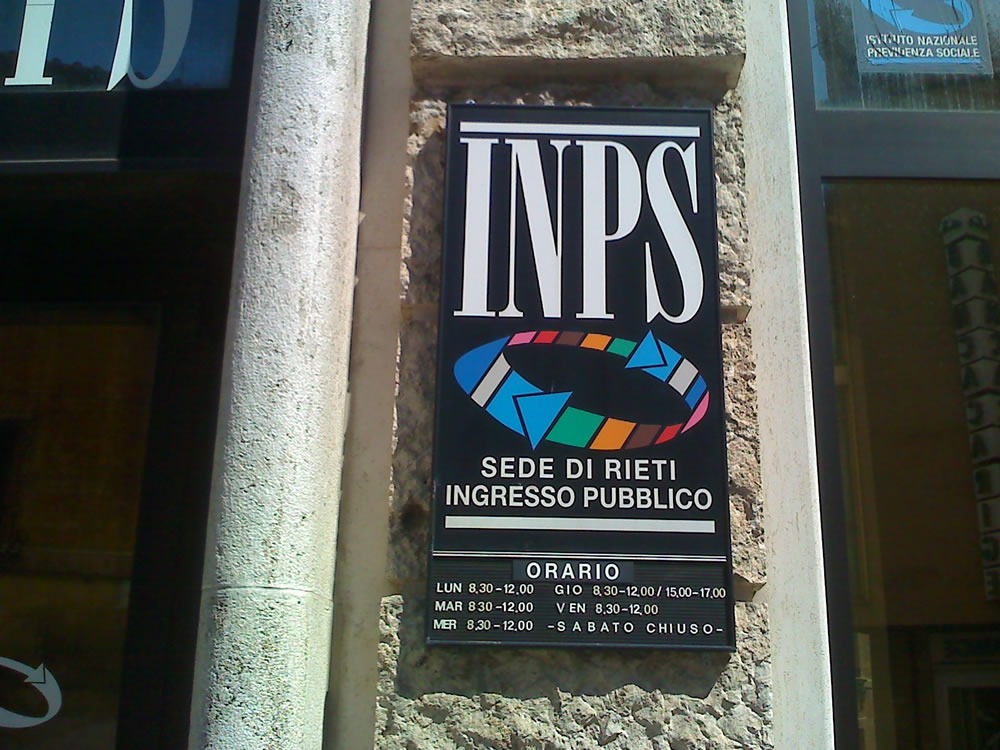 ISTITUTO NAZIONALE
PREVIDENZA SOCIALE
INPS
SEDE DI RIETI
INGRESSO PUBBLICO
ORARIO
LUN 8,30-12,00 GIO 8,30-12,00 / 15,00-17,00
MAR 8 30-12,00 VEN 8,30-12,00
MER 8,30-12,00 -SABATO CHIUSO-